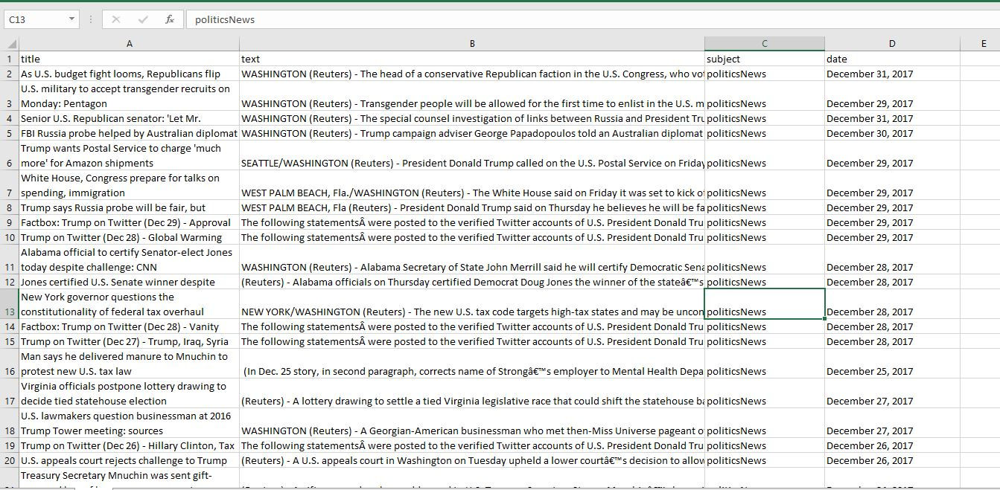 C13 fx politicsNews
A B C D E
1 title text subject date
2 As U.S. budget fight looms, Republicans flip WASHINGTON (Reuters) - The head of a conservative Republican faction in the U.S. Congress, who vot politicsNews December 31, 2017
U.S. military to accept transgender recruits on
3 Monday: Pentagon WASHINGTON (Reuters) - Transgender people will be allowed for the first time to enlist in the U.S. m politicsNews December 29, 2017
4 Senior U.S. Republican senator: 'Let Mr. WASHINGTON (Reuters) - The special counsel investigation of links between Russia and President Tru politicsNews December 31, 2017
5 FBI Russia probe helped by Australian diplomat WASHINGTON (Reuters) - Trump campaign adviser George Papadopoulos told an Australian diplomat politicsNews December 30, 2017
Trump wants Postal Service to charge 'much
6 more' for Amazon shipments SEATTLE/WASHINGTON (Reuters) - President Donald Trump called on the U.S. Postal Service on Friday politicsNews December 29, 2017
White House, Congress prepare for talks on
7 spending, immigration WEST PALM BEACH, Fla./WASHINGTON (Reuters) - The White House said on Friday it was set to kick of politicsNews December 29, 2017
8 Trump says Russia probe will be fair, but WEST PALM BEACH, Fla (Reuters) - President Donald Trump said on Thursday he believes he will be fa politicsNews December 29, 2017
9 Factbox: Trump on Twitter (Dec 29) - Approval The following statementsÂ were posted to the verified Twitter accounts of U.S. President Donald Tru politicsNews December 29, 2017
10 Trump on Twitter (Dec 28) - Global Warming The following statementsÂ were posted to the verified Twitter accounts of U.S. President Donald Tru politicsNews December 29, 2017
Alabama official to certify Senator-elect Jones
11 today despite challenge: CNN WASHINGTON (Reuters) - Alabama Secretary of State John Merrill said he will certify Democratic Sena politicsNews December 28, 2017
12 Jones certified U.S. Senate winner despite (Reuters) - Alabama officials on Thursday certified Democrat Doug Jones the winner of the stateâ€™s politicsNews December 28, 2017
New York governor questions the
13 constitutionality of federal tax overhaul NEW YORK/WASHINGTON (Reuters) - The new U.S. tax code targets high-tax states and may be uncon politicsNews December 28, 2017
14 Factbox: Trump on Twitter (Dec 28) - Vanity The following statementsÂ were posted to the verified Twitter accounts of U.S. President Donald Tru politicsNews December 28, 2017
15 Trump on Twitter (Dec 27) - Trump, Iraq, Syria The following statementsÂ were posted to the verified Twitter accounts of U.S. President Donald Tru politicsNews December 28, 2017
Man says he delivered manure to Mnuchin to
16 protest new U.S. tax law (In Dec. 25 story, in second paragraph, corrects name of Strongâ€™s employer to Mental Health Depa politicsNews December 25, 2017
Virginia officials postpone lottery drawing to
17 decide tied statehouse election (Reuters) - A lottery drawing to settle a tied Virginia legislative race that could shift the statehouse ba politicsNews December 27, 2017
U.S. lawmakers question businessman at 2016
18 Trump Tower meeting: sources WASHINGTON (Reuters) - A Georgian-American businessman who met then-Miss Universe pageant o politicsNews December 27, 2017
19 Trump on Twitter (Dec 26) - Hillary Clinton, Tax The following statementsÂ were posted to the verified Twitter accounts of U.S. President Donald Tru politicsNews December 26, 2017
20 U.S. appeals court rejects challenge to Trump (Reuters) - A U.S. appeals court in Washington on Tuesday upheld a lower courtâ€™s decision to allow politicsNews December 26, 2017
Treasury Secretary Mnuchin was sent gift-